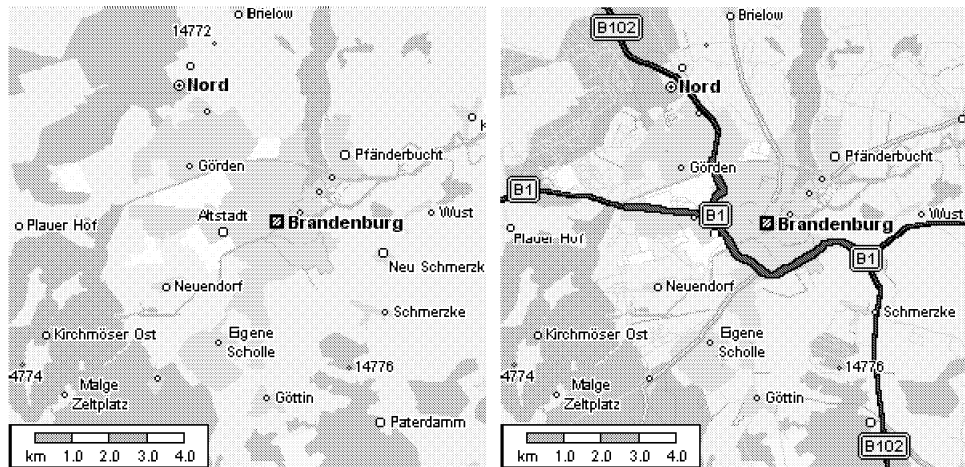 Brielow
14772
Nord
K
Pfänderbucht
Görden
Altstadt
Plauer Hof
Brandenburg
Wust
Neu Schmerzk
Neuendorf
Schmerzke
Kirchmöser Ost
Eigene
Scholle
4774
14776
Malge
Zeltplatz
Göttin
Paterdamm
km 1.0 2.0 3.0 4.0
B102
Brielow
Nord
Pfänderbucht
Görden
B1
B1
Wust
Plauer Hof
Brandenburg
B1
Neuendorf
Schmerzke
Kirchmöser Ost
Eigene
Scholle
4774
14776
Malge
Zeltplatz
Göttin
B102
km 1.0 2.0 3.0 4.0